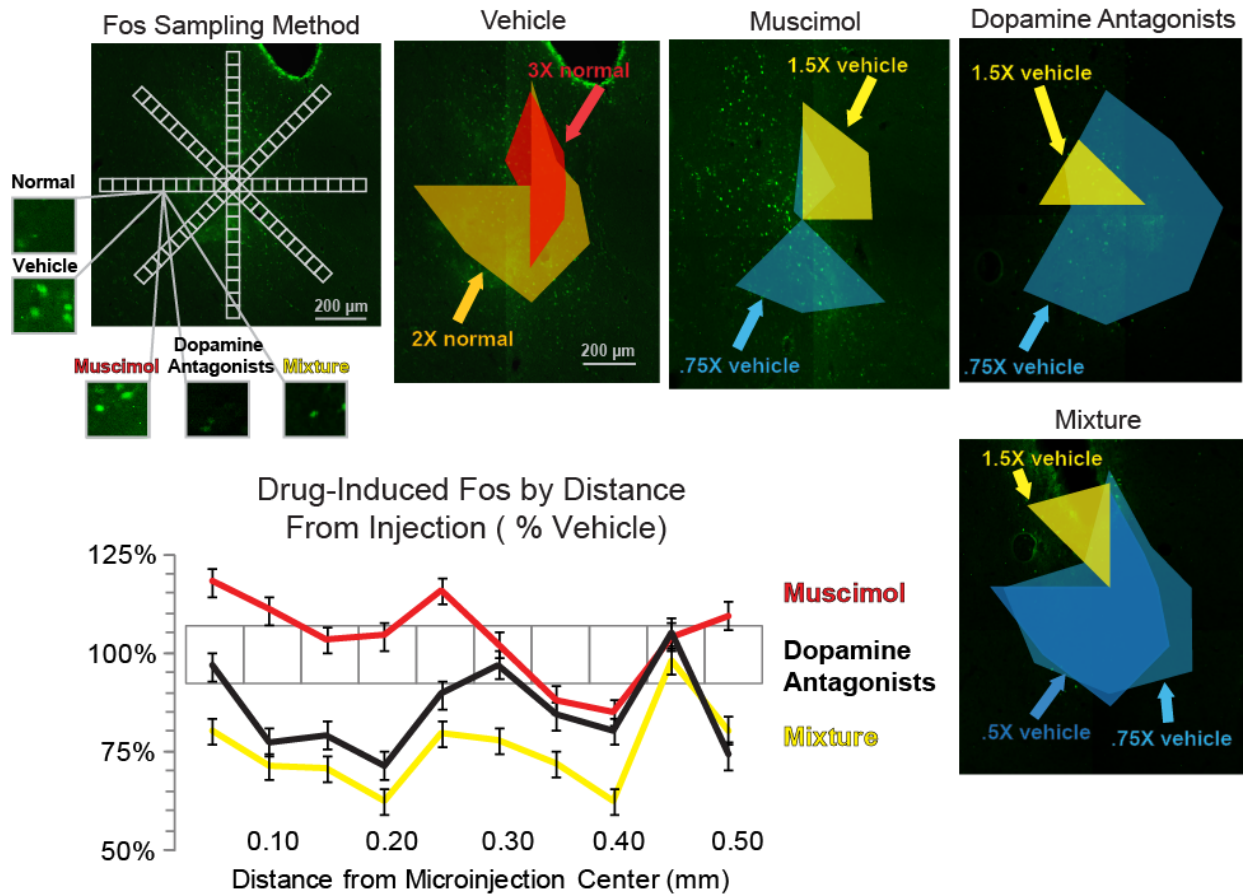 Fos Sampling Method
Vehicle
Muscimol
Dopamine Antagonists
3X normal
1.5X vehicle
1.5X vehicle
Normal
Vehicle
200 µm
2X normal
200 µm
.75X vehicle
.75X vehicle
Muscimol
Dopamine
Antagonists
Mixture
Mixture
1.5X vehicle
.5X vehicle
.75X vehicle
Drug-Induced Fos by Distance
From Injection ( % Vehicle)
125%
100%
75%
50%
Muscimol
Dopamine
Antagonists
Mixture
0.10 0.20 0.30 0.40 0.50
Distance from Microinjection Center (mm)